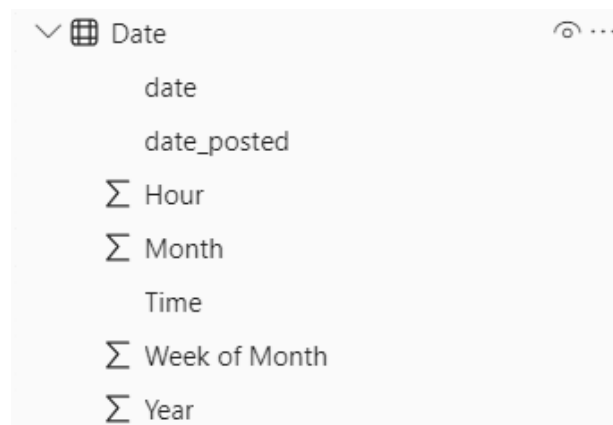 Date
date
date_posted
Hour
Month
Time
Week of Month
Year